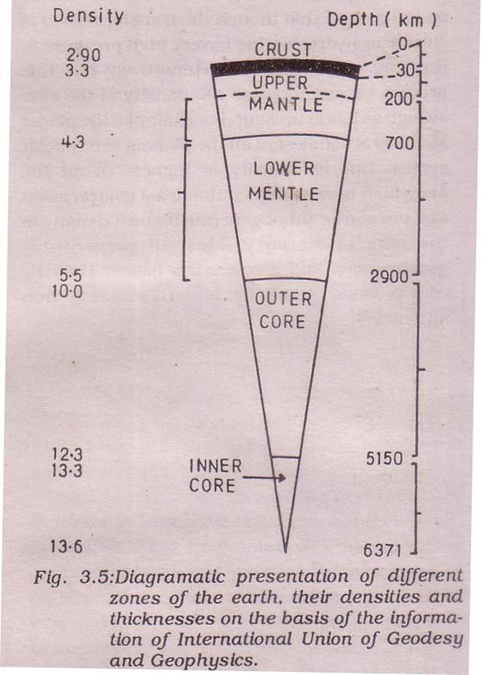 Density
Depth ( km)
CRUST
0
2·90
3·3
30
UPPER
MANTLE
200
4·3
700
LOWER
MENTLE
5·5
10·0
2900
OUTER
CORE
12·3
13·3
5150
INNER
CORE
13·6
6371
Fig. 3.5:Diagramatic presentation of different
zones of the earth, their densities and
thicknesses on the basis of the informa-
tion of International Union of Geodesy
and Geophysics.